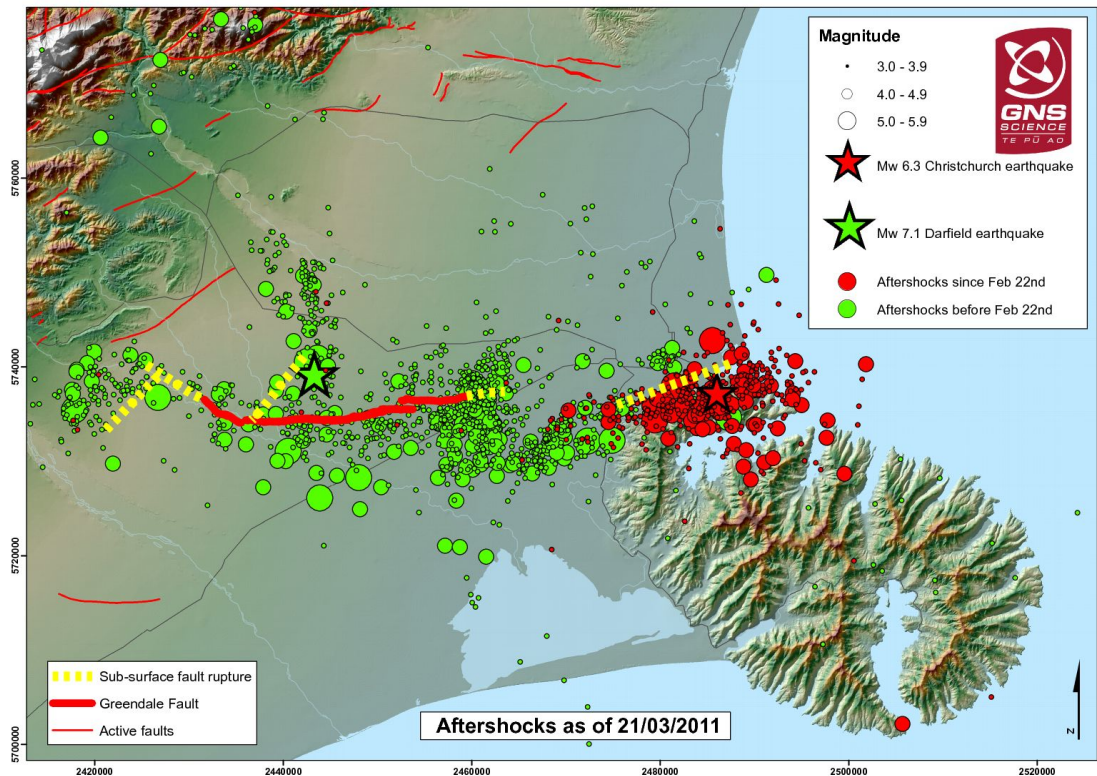 Magnitude
3.0 - 3.9
4.0 - 4.9
5.0 - 5.9
Mw 6.3 Christchurch earthquake
Mw 7.1 Darfield earthquake
Aftershocks since Feb 22nd
Aftershocks before Feb 22nd
GNS
SCIENCE
TE PŪ AO
5760000
5740000
5720000
5700000
Sub-surface fault rupture
Greendale Fault
Active faults
Aftershocks as of 21/03/2011
N
2420000
2440000
2460000
2480000
2500000
2520000